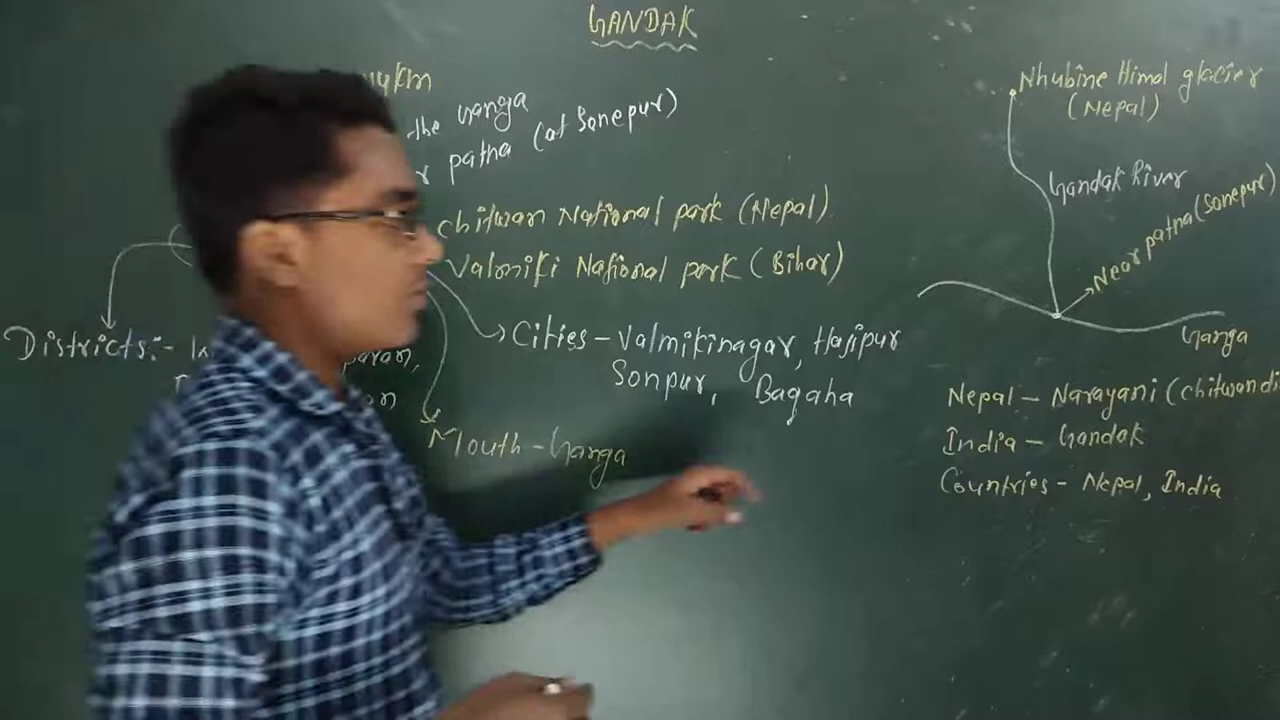 GANDAK
the Ganga
patna (at Sonepur)
chitwan National park (Nepal)
Valmiki National park (Bihar)
Districts:-
Cities - Valmikinagar, Hajipur
Sonpur, Bagaha
Mouth - Ganga
Nhubine Himal glacier
(Nepal)
Gandak River
Near patna (Sonepur)
Ganga
Nepal - Narayani (chitwan
India - Gandak
Countries - Nepal, India